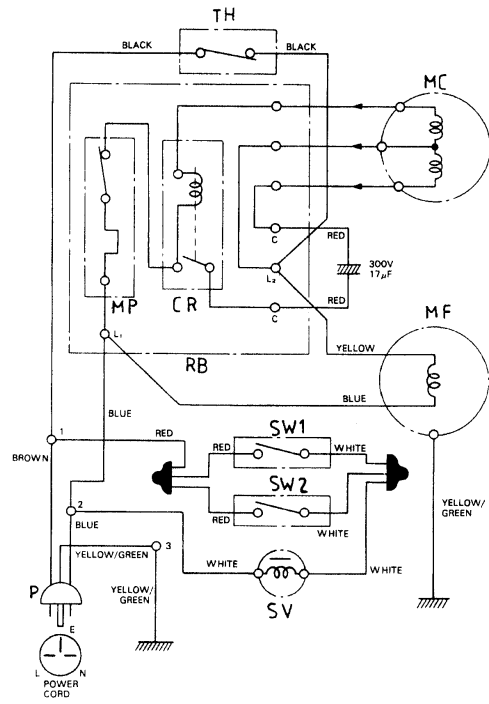 TH
BLACK
BLACK
MC
RED
C
300V
17µF
L₂
MP
CR
C
RED
MF
L₁
RB
YELLOW
BLUE
BLUE
SW1
1
RED
RED
WHITE
BROWN
SW2
2
RED
WHITE
BLUE
YELLOW/
GREEN
YELLOW/GREEN
3
WHITE
WHITE
P
YELLOW/
GREEN
SV
E
L
N
POWER
CORD